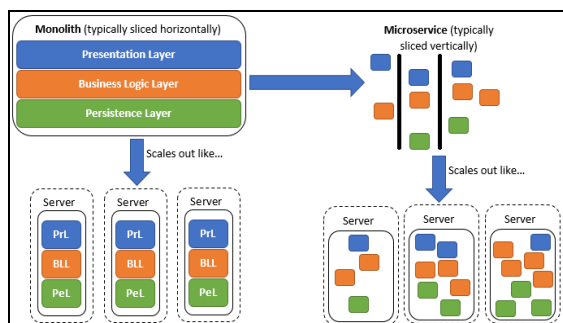 Monolith (typically sliced horizontally)
Presentation Layer
Business Logic Layer
Persistence Layer
Microservice (typically
sliced vertically)
Scales out like...
Scales out like...
Server
Server
Server
PrL
BLL
PeL
PrL
BLL
PeL
PrL
BLL
PeL
Server
Server
Server